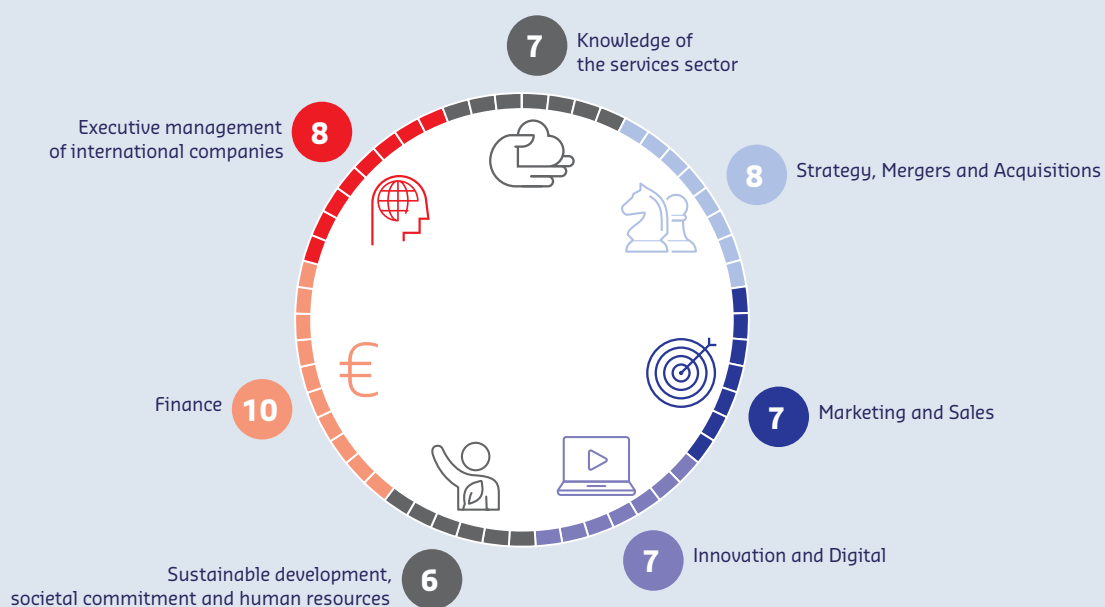 7
Knowledge of
the services sector
8
Strategy, Mergers and Acquisitions
7
Marketing and Sales
7
Innovation and Digital
6
Sustainable development,
societal commitment and human resources
10
Finance
€
8
Executive management
of international companies